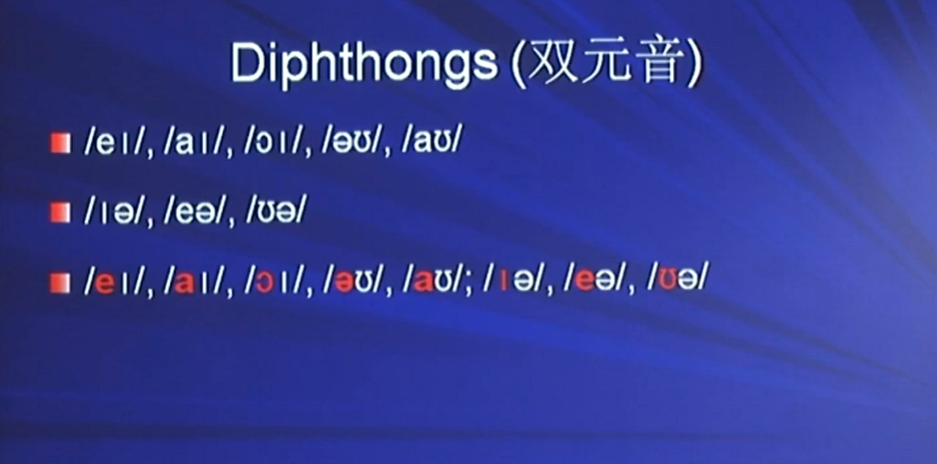 Diphthongs (双元音)
/eɪ/, /aɪ/, /ɔɪ/, /əʊ/, /aʊ/
/ɪə/, /eə/, /ʊə/
/eɪ/, /aɪ/, /ɔɪ/, /əʊ/, /aʊ/; /ɪə/, /eə/, /ʊə/